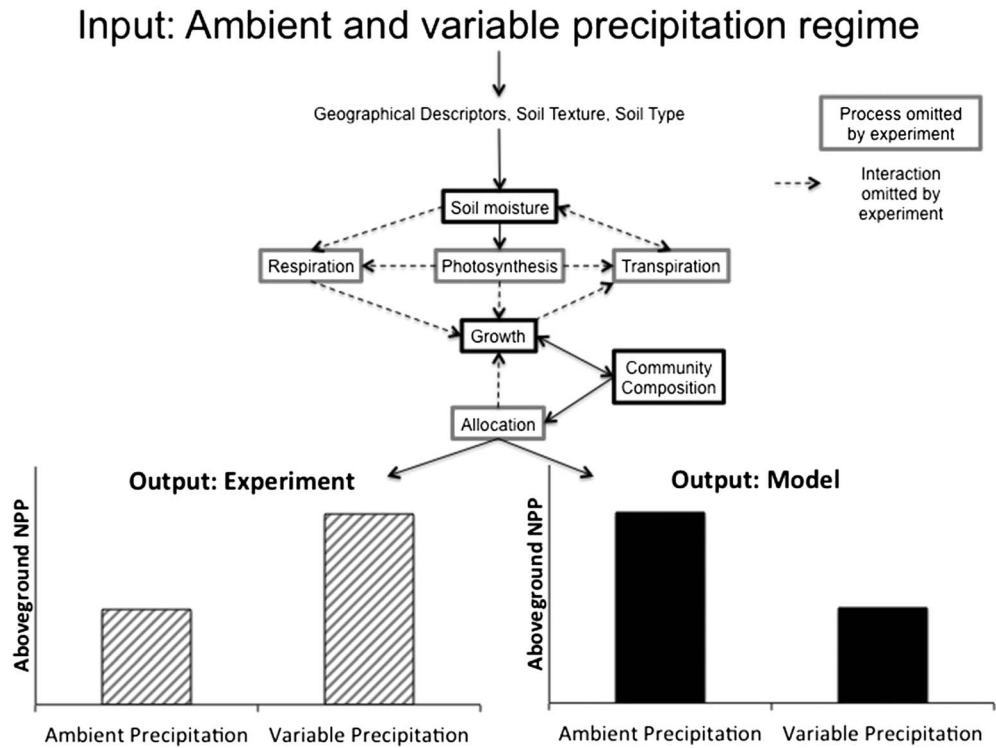 Input: Ambient and variable precipitation regime
Geographical Descriptors, Soil Texture, Soil Type
Process omitted
by experiment
Interaction
omitted by
experiment
Soil moisture
Respiration
Photosynthesis
Transpiration
Growth
Community
Composition
Allocation
Output: Experiment
Aboveground NPP
Ambient Precipitation
Variable Precipitation
Output: Model
Aboveground NPP
Ambient Precipitation
Variable Precipitation